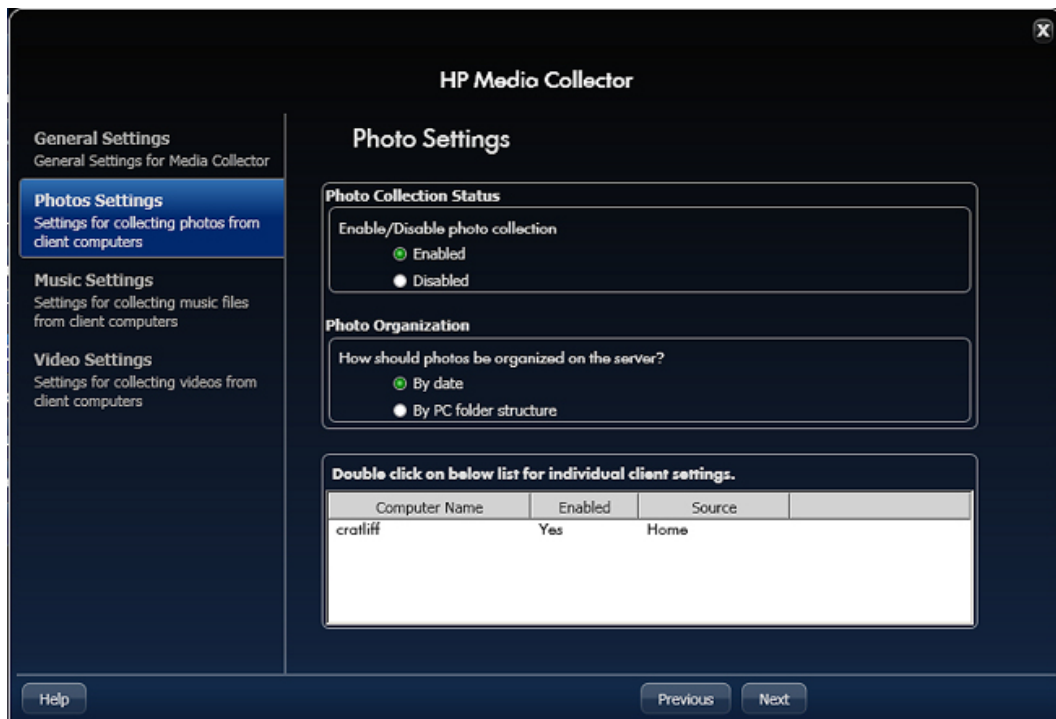 X
HP Media Collector
General Settings
General Settings for Media Collector
Photos Settings
Settings for collecting photos from
client computers
Music Settings
Settings for collecting music files
from client computers
Video Settings
Settings for collecting videos from
client computers
Photo Settings
Photo Collection Status
Enable/Disable photo collection
Enabled
Disabled
Photo Organization
How should photos be organized on the server?
By date
By PC folder structure
Double click on below list for individual client settings.
Computer Name Enabled Source
cratliff Yes Home
Help Previous Next